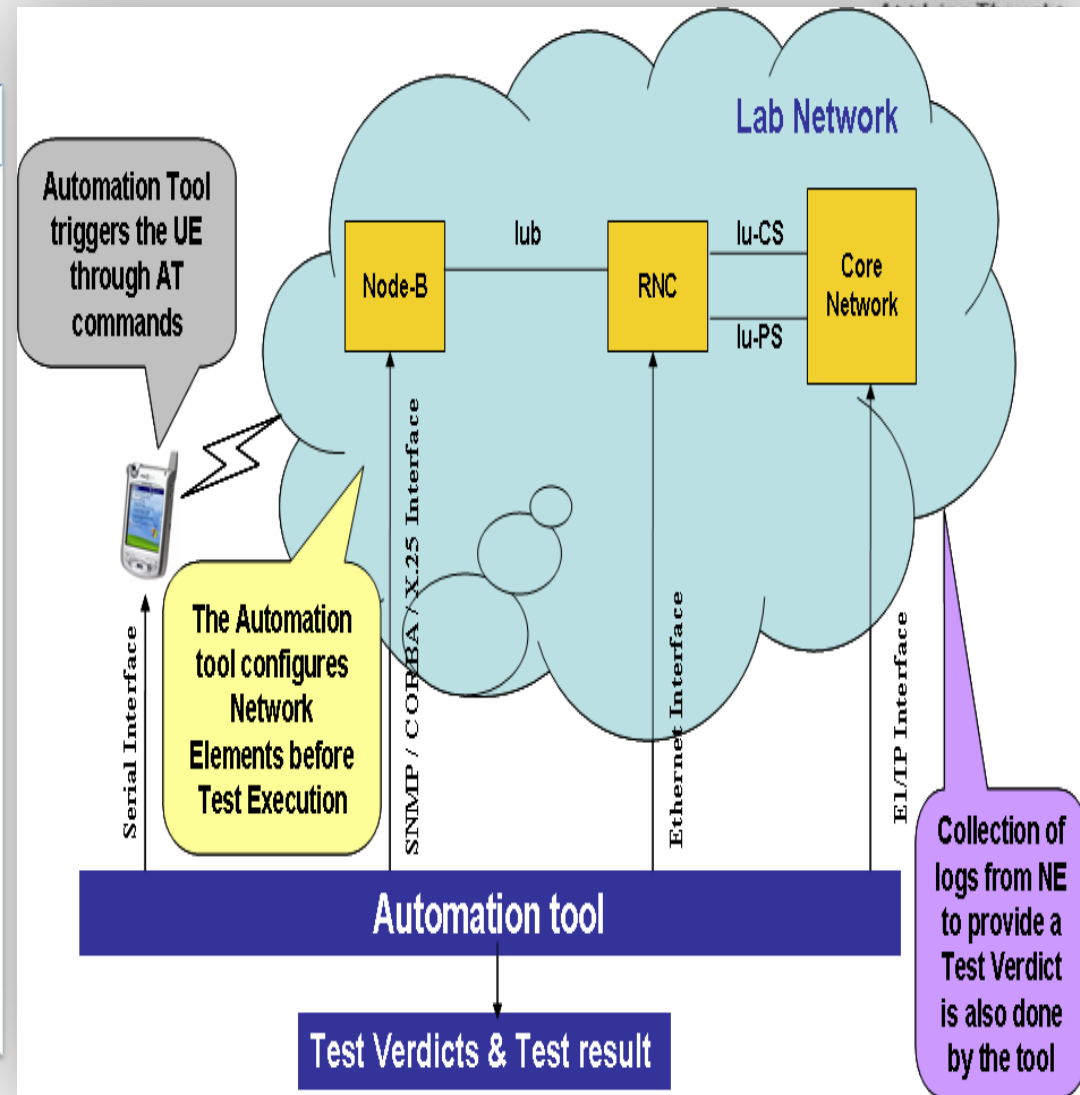 Lab Network
Automation Tool
triggers the UE
through AT
commands
Node-B
Iub
RNC
Iu-CS
Iu-PS
Core
Network
The Automation
tool configures
Network
Elements before
Test Execution
Serial Interface
SNMP / CORBA / X.25 Interface
Ethernet Interface
E1/IP Interface
Collection of
logs from NE
to provide a
Test Verdict
is also done
by the tool
Automation tool
Test Verdicts & Test result